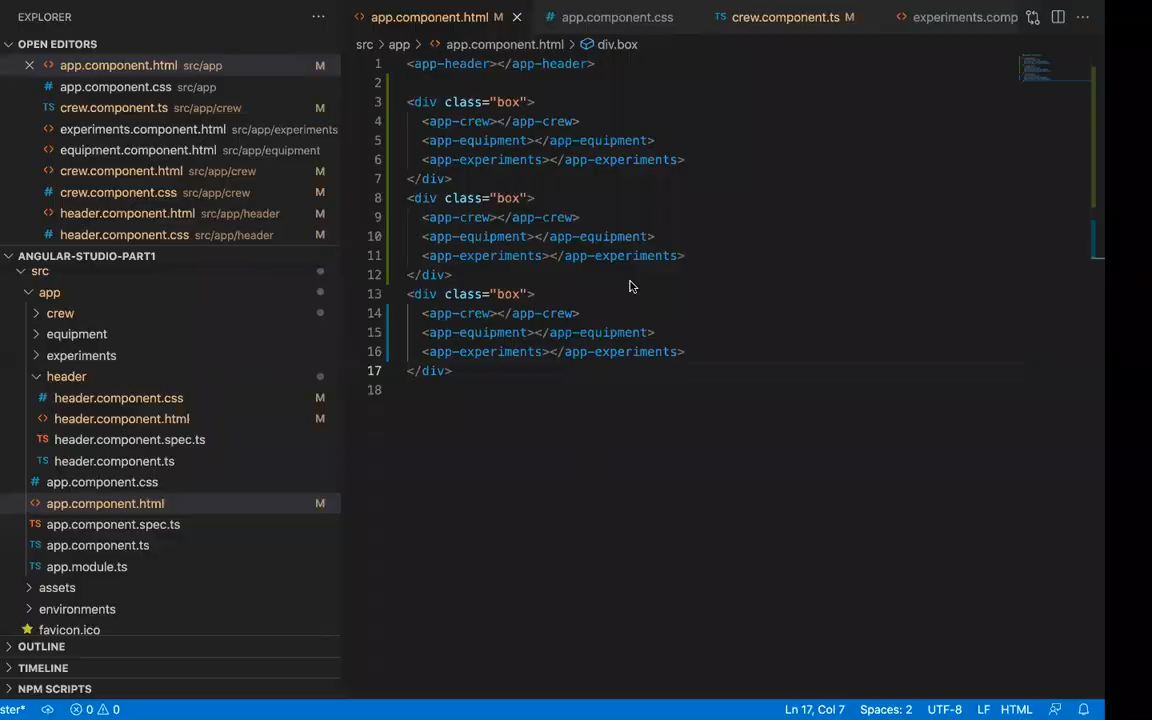 EXPLORER
OPEN EDITORS
app.component.html src/app M
app.component.css src/app
TS crew.component.ts src/app/crew M
experiments.component.html src/app/experiments
equipment.component.html src/app/equipment
crew.component.html src/app/crew M
crew.component.css src/app/crew M
header.component.html src/app/header M
header.component.css src/app/header M
ANGULAR-STUDIO-PART1
src
app
crew
equipment
experiments
header
header.component.css M
header.component.html M
TS header.component.spec.ts
TS header.component.ts
app.component.css
app.component.html M
TS app.component.spec.ts
TS app.component.ts
TS app.module.ts
assets
environments
favicon.ico
OUTLINE
TIMELINE
NPM SCRIPTS
app.component.html M
app.component.css
TS crew.component.ts M
experiments.comp
src > app > app.component.html > div.box
1 <app-header></app-header>
2
3 <div class="box">
4 <app-crew></app-crew>
5 <app-equipment></app-equipment>
6 <app-experiments></app-experiments>
7 </div>
8 <div class="box">
9 <app-crew></app-crew>
10 <app-equipment></app-equipment>
11 <app-experiments></app-experiments>
12 </div>
13 <div class="box">
14 <app-crew></app-crew>
15 <app-equipment></app-equipment>
16 <app-experiments></app-experiments>
17 </div>
18
ster* 0 0 Ln 17, Col 7 Spaces: 2 UTF-8 LF HTML